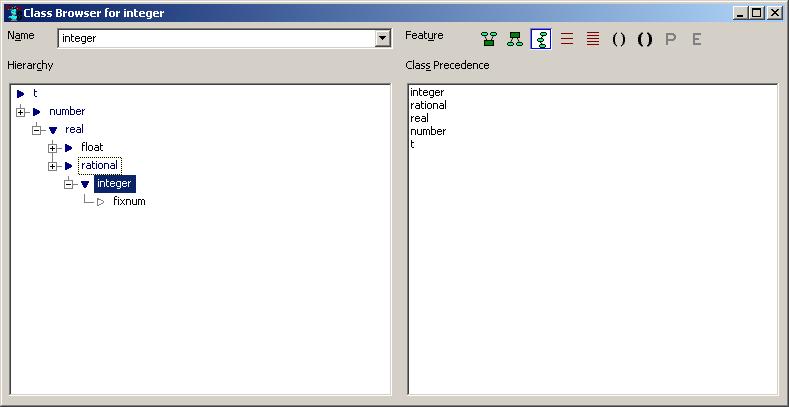 Class Browser for integer
Name
integer
Feature
( ) ( ) P E
Hierarchy
t
number
real
float
rational
integer
fixnum
Class Precedence
integer
rational
real
number
t